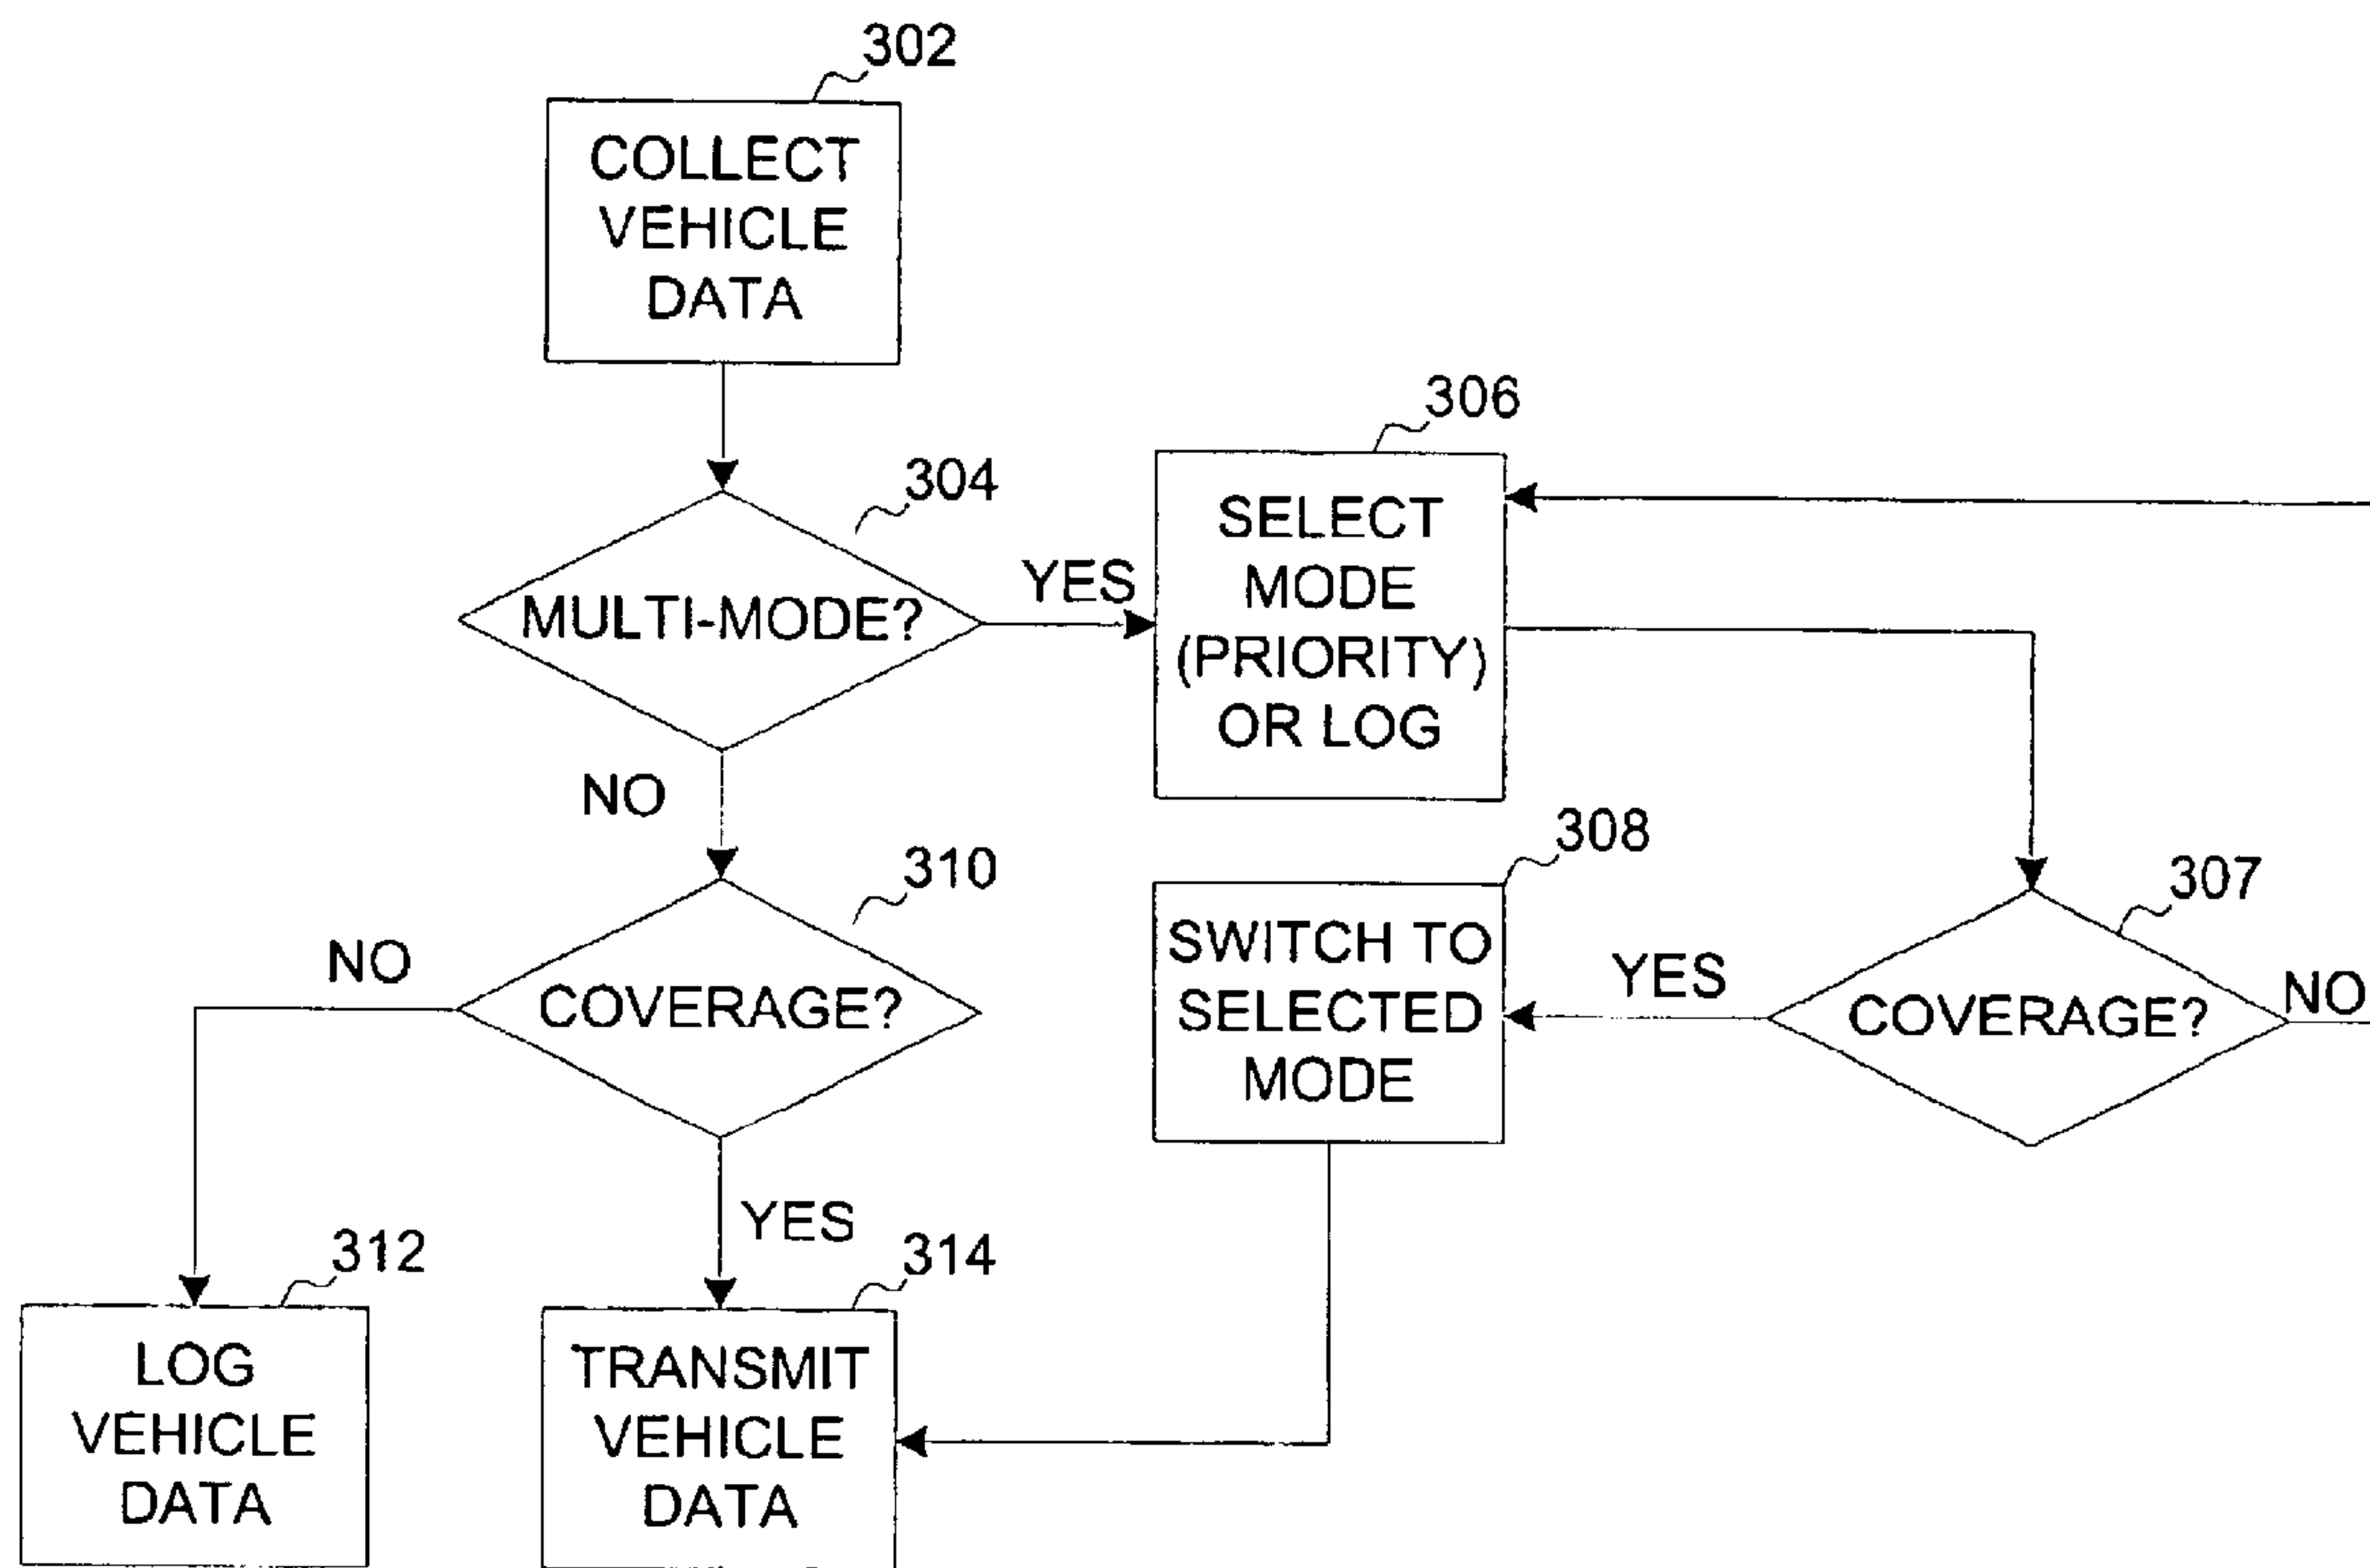 302
COLLECT
VEHICLE
DATA
304
MULTI-MODE?
YES
NO
306
SELECT
MODE
(PRIORITY)
OR LOG
307
COVERAGE?
NO
YES
308
SWITCH TO
SELECTED
MODE
310
COVERAGE?
NO
YES
312
LOG
VEHICLE
DATA
314
TRANSMIT
VEHICLE
DATA